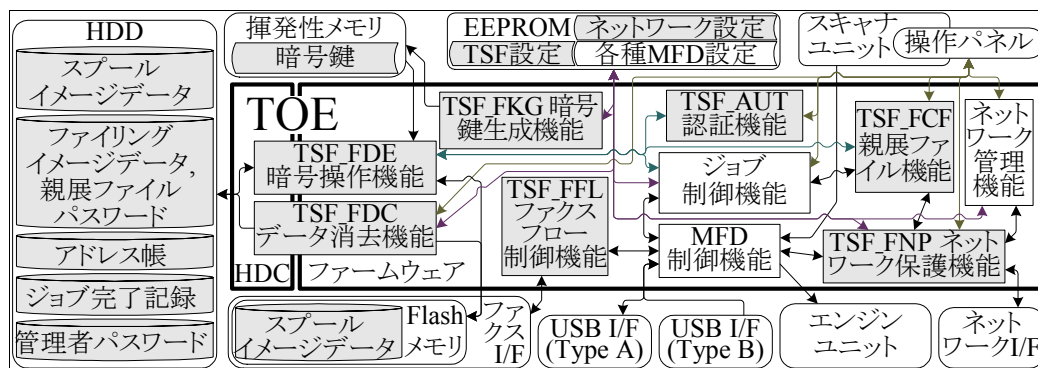 HDD
スプール
イメージデータ
ファイリング
イメージデータ,
親展ファイル
パスワード
アドレス帳
ジョブ完了記録
管理者パスワード
揮発性メモリ
暗号鍵
EEPROM
ネットワーク設定
TSF設定
各種MFD設定
スキャナ
ユニット
操作パネル
TOE
HDC
ファームウェア
TSF_FKG 暗号
鍵生成機能
TSF_AUT
認証機能
TSF_FCF
親展ファ
イル機能
ネット
ワーク
管理
機能
TSF_FDE
暗号操作機能
ジョブ
制御機能
TSF_FDC
データ消去機能
TSF_FFL
ファクス
フロー
制御機能
MFD
制御機能
TSF_FNP ネット
ワーク保護機能
スプール
イメージデータ
Flash
メモリ
ファ
クス
I/F
USB I/F
(Type A)
USB I/F
(Type B)
エンジン
ユニット
ネット
ワークI/F